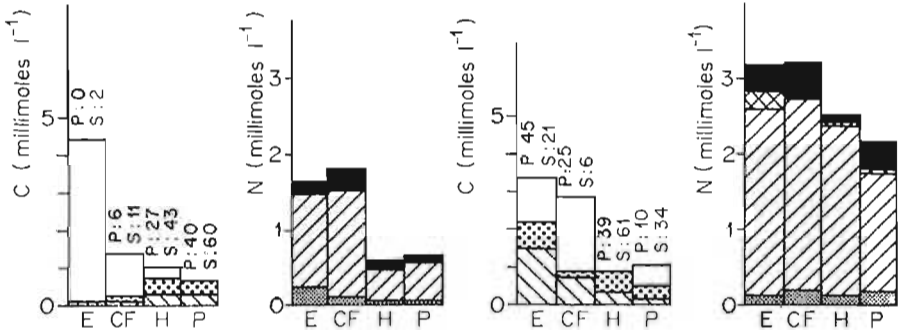 C (millimoles l⁻¹)
5
0
P:0
S:2
P:6
S:11
P:27
S:43
P:40
S:60
E CF H P
N (millimoles l⁻¹)
3
2
1
0
E CF H P
C (millimoles l⁻¹)
5
0
P 45
S:21
P:25
S:6
P:39
S:61
P:10
S:34
E CF H P
N (millimoles l⁻¹)
3
2
1
0
E CF H P